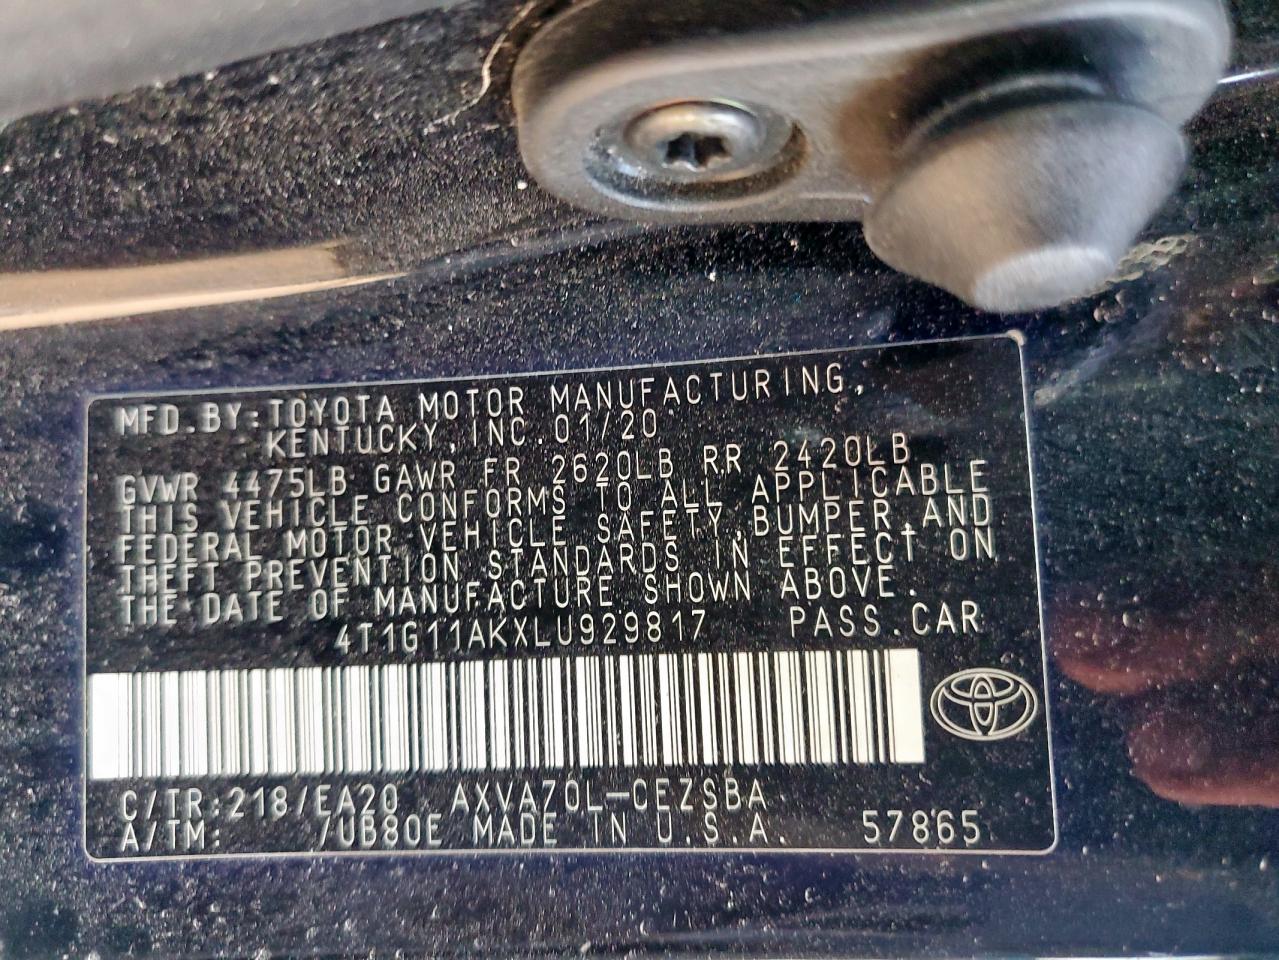 MFD.BY:TOYOTA MOTOR MANUFACTURING,
KENTUCKY,INC.01/20
GVWR 4475LB GAWR FR 2620LB RR 2420LB
THIS VEHICLE CONFORMS TO ALL APPLICABLE
FEDERAL MOTOR VEHICLE SAFETY,BUMPER,AND
THEFT PREVENTION STANDARDS IN EFFECT ON
THE DATE OF MANUFACTURE SHOWN ABOVE.
4T1G11AKXLU929817 PASS.CAR
C/TR:218/EA20 AXVA70L-CEZSBA
A/TM: /UB80E MADE IN U.S.A. 57865